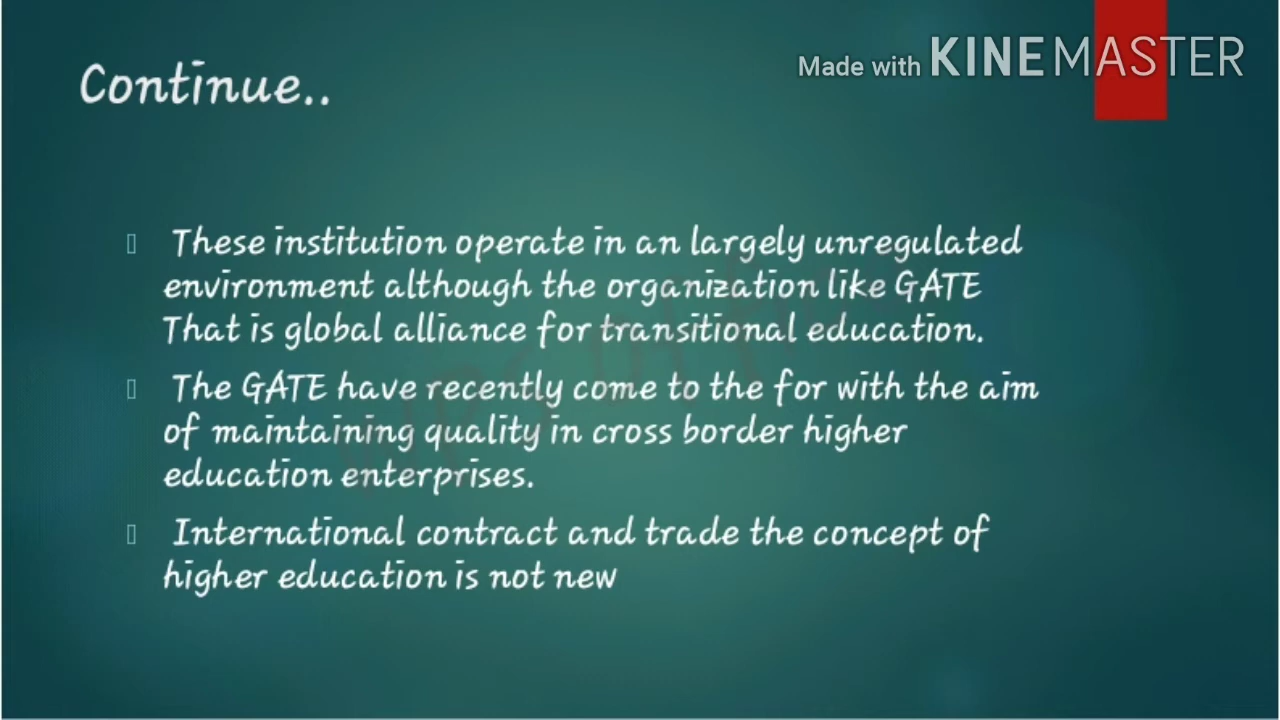 Made with KINEMASTER
Continue..
These institution operate in an largely unregulated
environment although the organization like GATE
That is global alliance for transitional education.
The GATE have recently come to the for with the aim
of maintaining quality in cross border higher
education enterprises.
International contract and trade the concept of
higher education is not new